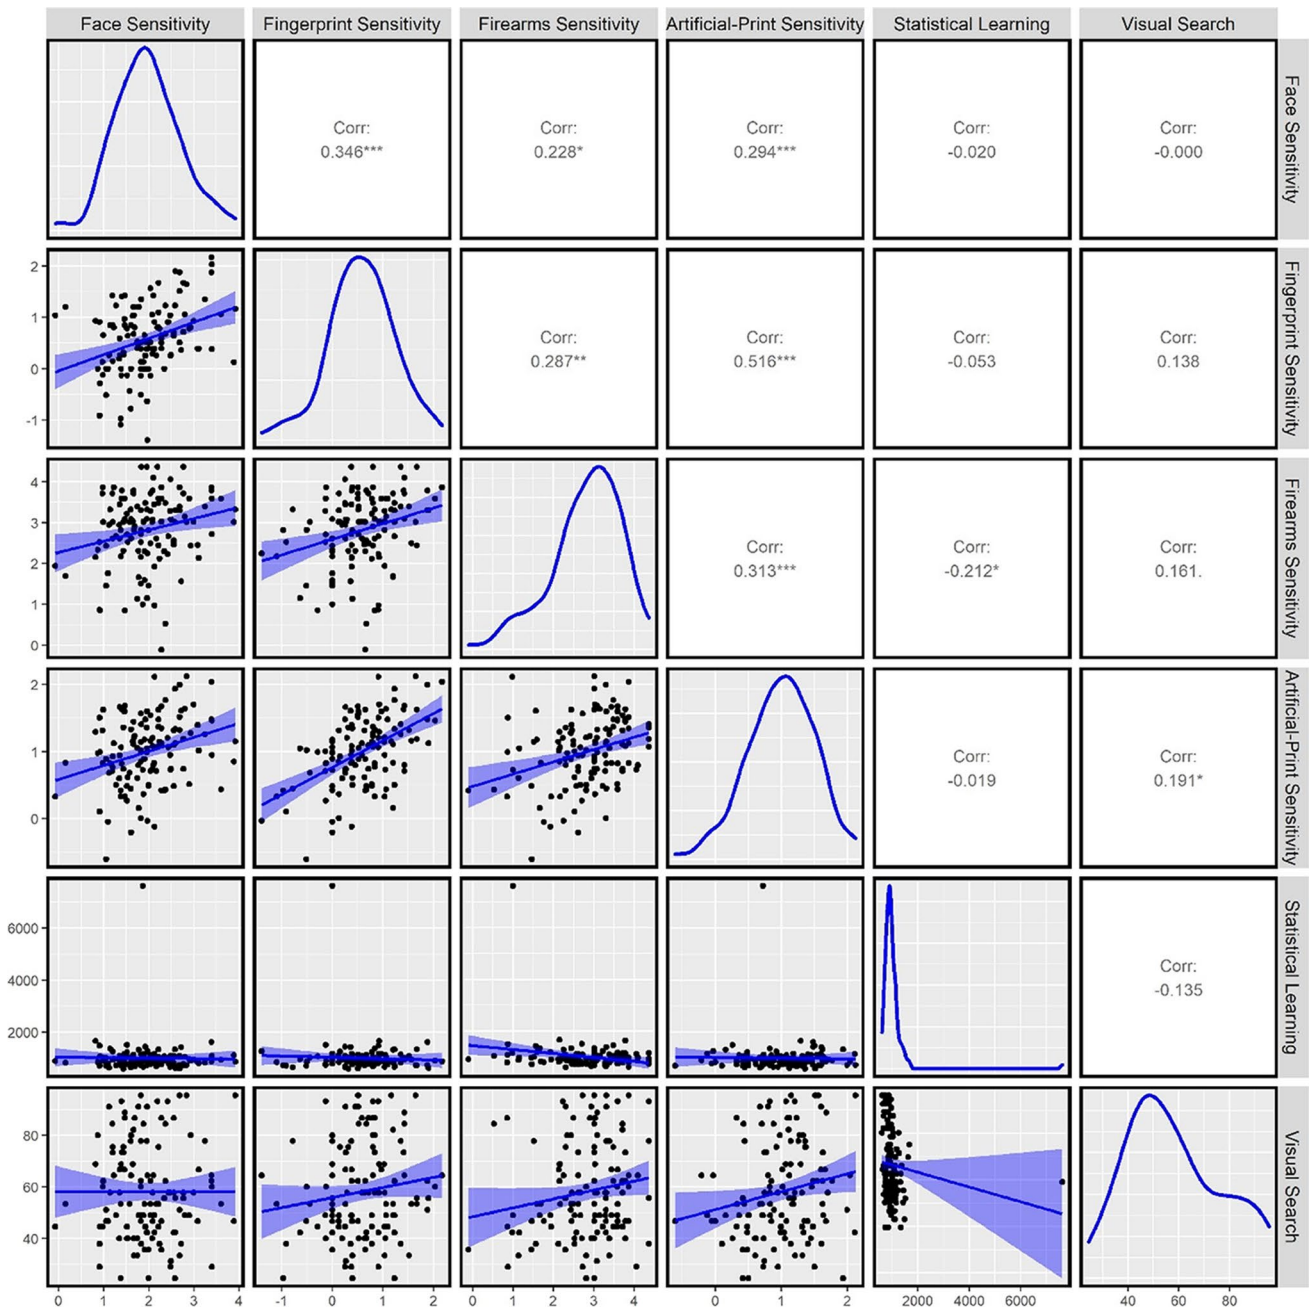 Face Sensitivity
Fingerprint Sensitivity
Firearms Sensitivity
Artificial-Print Sensitivity
Statistical Learning
Visual Search
Corr:
0.346***
Corr:
0.228*
Corr:
0.294***
Corr:
-0.020
Corr:
-0.000
Face Sensitivity
2
1
0
-1
Corr:
0.287**
Corr:
0.516***
Corr:
-0.053
Corr:
0.138
Fingerprint Sensitivity
4
3
2
1
0
Corr:
0.313***
Corr:
-0.212*
Corr:
0.161.
Firearms Sensitivity
2
1
0
Corr:
-0.019
Corr:
0.191*
Artificial-Print Sensitivity
6000
4000
2000
Corr:
-0.135
Statistical Learning
80
60
40
Visual Search
0 1 2 3 4
-1 0 1 2
0 1 2 3 4
0 1 2
2000 4000 6000
40 60 80